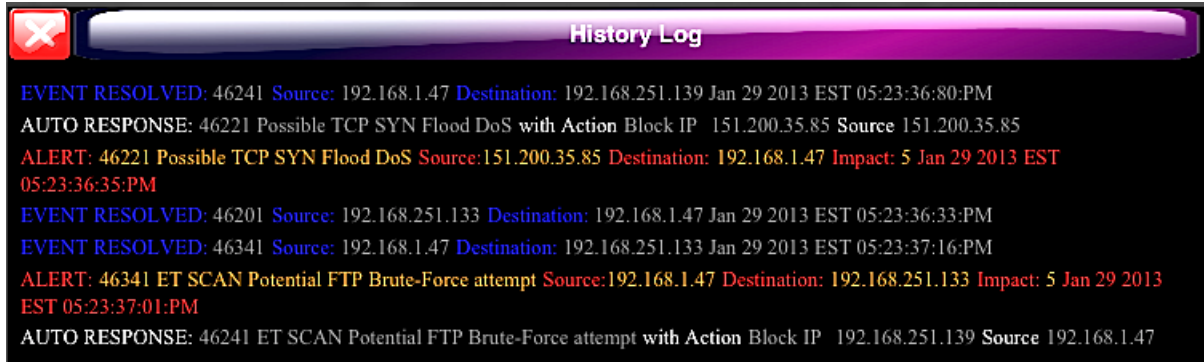 History Log
EVENT RESOLVED: 46241 Source: 192.168.1.47 Destination: 192.168.251.139 Jan 29 2013 EST 05:23:36:80:PM
AUTO RESPONSE: 46221 Possible TCP SYN Flood DoS with Action Block IP 151.200.35.85 Source 151.200.35.85
ALERT: 46221 Possible TCP SYN Flood DoS Source:151.200.35.85 Destination: 192.168.1.47 Impact: 5 Jan 29 2013 EST
05:23:36:35:PM
EVENT RESOLVED: 46201 Source: 192.168.251.133 Destination: 192.168.1.47 Jan 29 2013 EST 05:23:36:33:PM
EVENT RESOLVED: 46341 Source: 192.168.1.47 Destination: 192.168.251.133 Jan 29 2013 EST 05:23:37:16:PM
ALERT: 46341 ET SCAN Potential FTP Brute-Force attempt Source:192.168.1.47 Destination: 192.168.251.133 Impact: 5 Jan 29 2013
EST 05:23:37:01:PM
AUTO RESPONSE: 46241 ET SCAN Potential FTP Brute-Force attempt with Action Block IP 192.168.251.139 Source 192.168.1.47